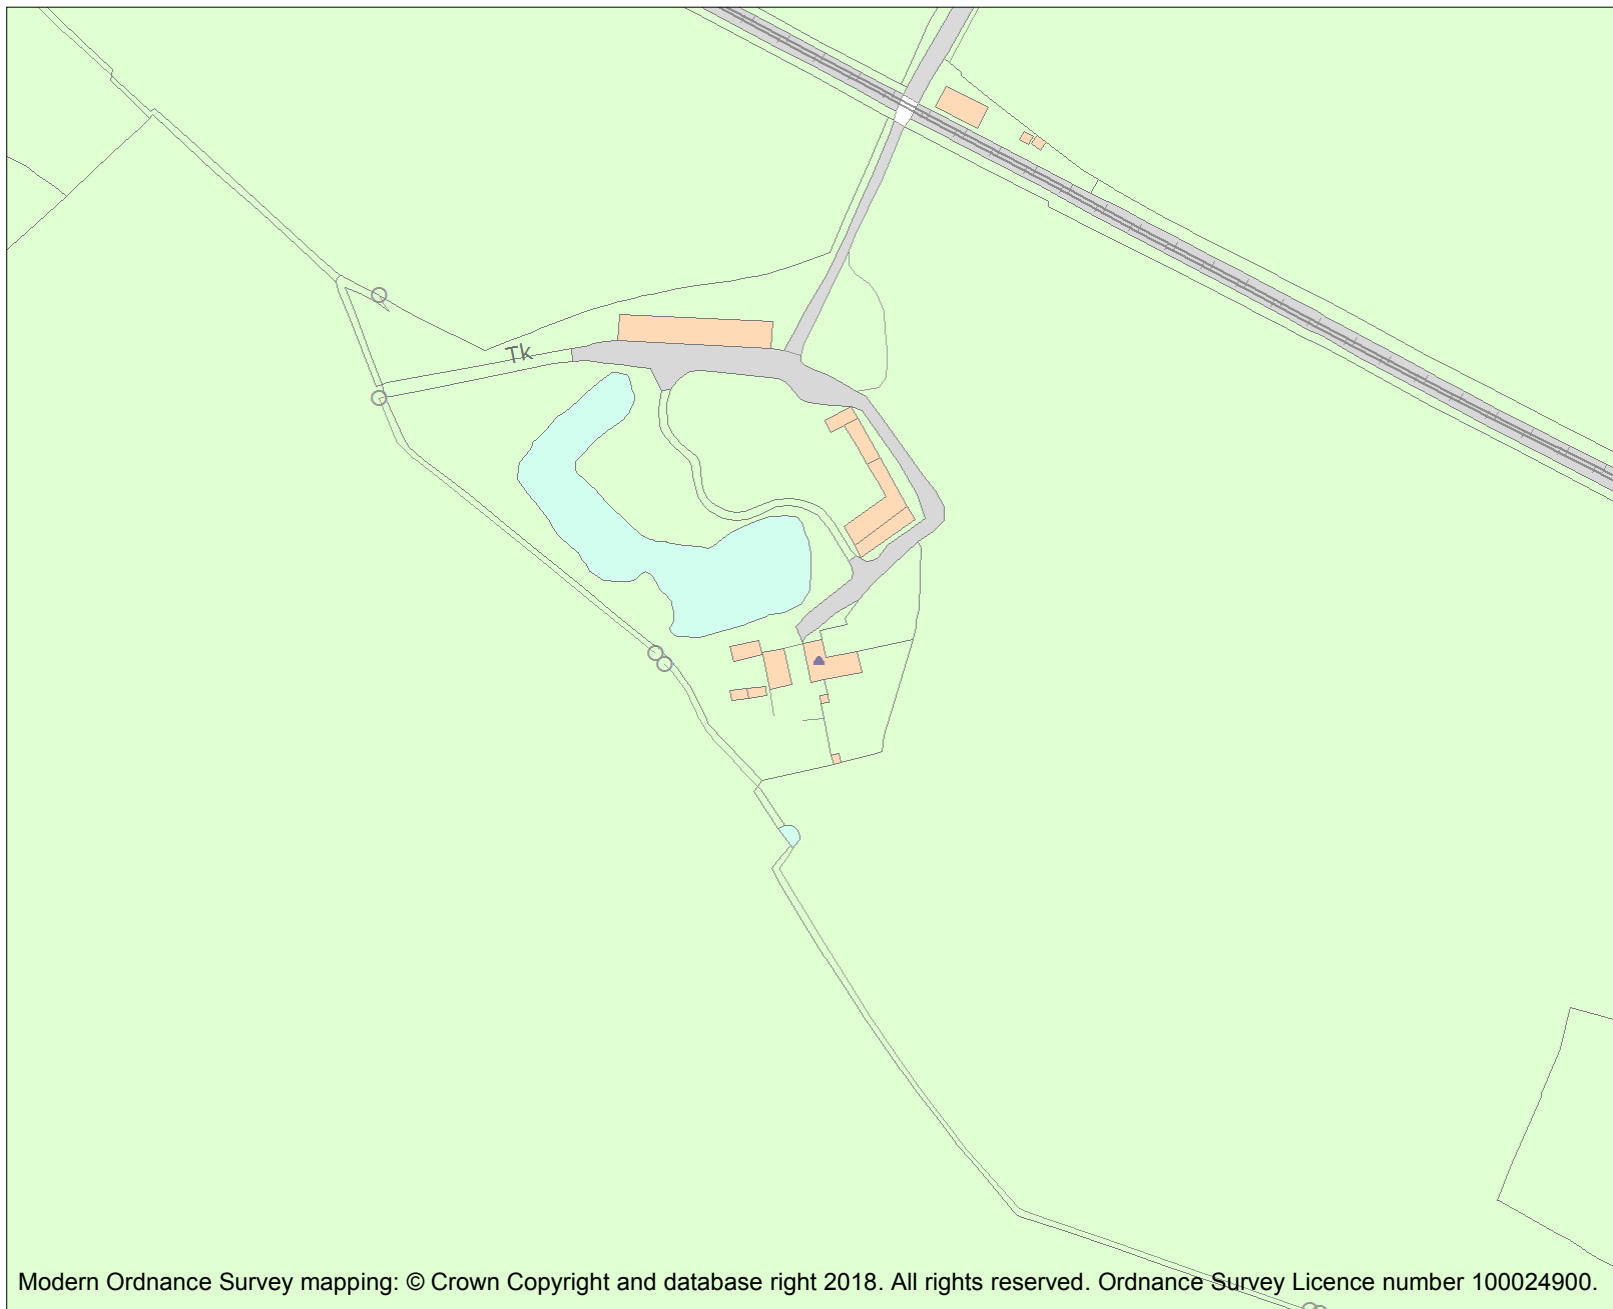 Tk
Modern Ordnance Survey mapping: © Crown Copyright and database right 2018. All rights reserved. Ordnance Survey Licence number 100024900.